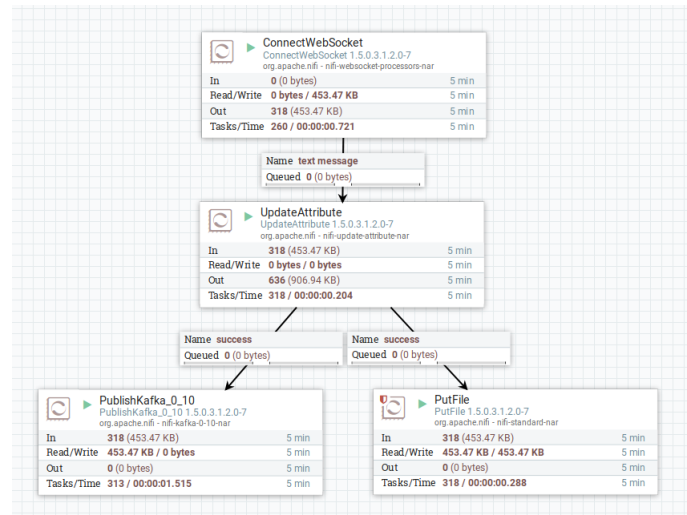 ConnectWebSocket
ConnectWebSocket 1.5.0.3.1.2.0-7
org.apache.nifi - nifi-websocket-processors-nar
In 0 (0 bytes) 5 min
Read/Write 0 bytes / 453.47 KB 5 min
Out 318 (453.47 KB) 5 min
Tasks/Time 260 / 00:00:00.721 5 min
Name text message
Queued 0 (0 bytes)
UpdateAttribute
UpdateAttribute 1.5.0.3.1.2.0-7
org.apache.nifi - nifi-update-attribute-nar
In 318 (453.47 KB) 5 min
Read/Write 0 bytes / 0 bytes 5 min
Out 636 (906.94 KB) 5 min
Tasks/Time 318 / 00:00:00.204 5 min
Name success
Queued 0 (0 bytes)
Name success
Queued 0 (0 bytes)
PublishKafka_0_10
PublishKafka_0_10 1.5.0.3.1.2.0-7
org.apache.nifi - nifi-kafka-0-10-nar
In 318 (453.47 KB) 5 min
Read/Write 453.47 KB / 0 bytes 5 min
Out 0 (0 bytes) 5 min
Tasks/Time 313 / 00:00:01.515 5 min
PutFile
PutFile 1.5.0.3.1.2.0-7
org.apache.nifi - nifi-standard-nar
In 318 (453.47 KB) 5 min
Read/Write 453.47 KB / 453.47 KB 5 min
Out 0 (0 bytes) 5 min
Tasks/Time 318 / 00:00:00.288 5 min